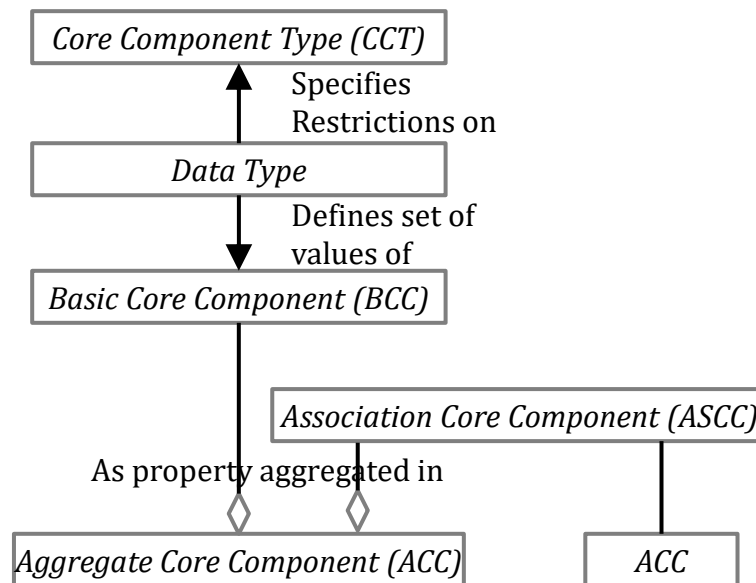 Core Component Type (CCT)
Specifies
Restrictions on
Data Type
Defines set of
values of
Basic Core Component (BCC)
Association Core Component (ASCC)
As property aggregated in
Aggregate Core Component (ACC)
ACC